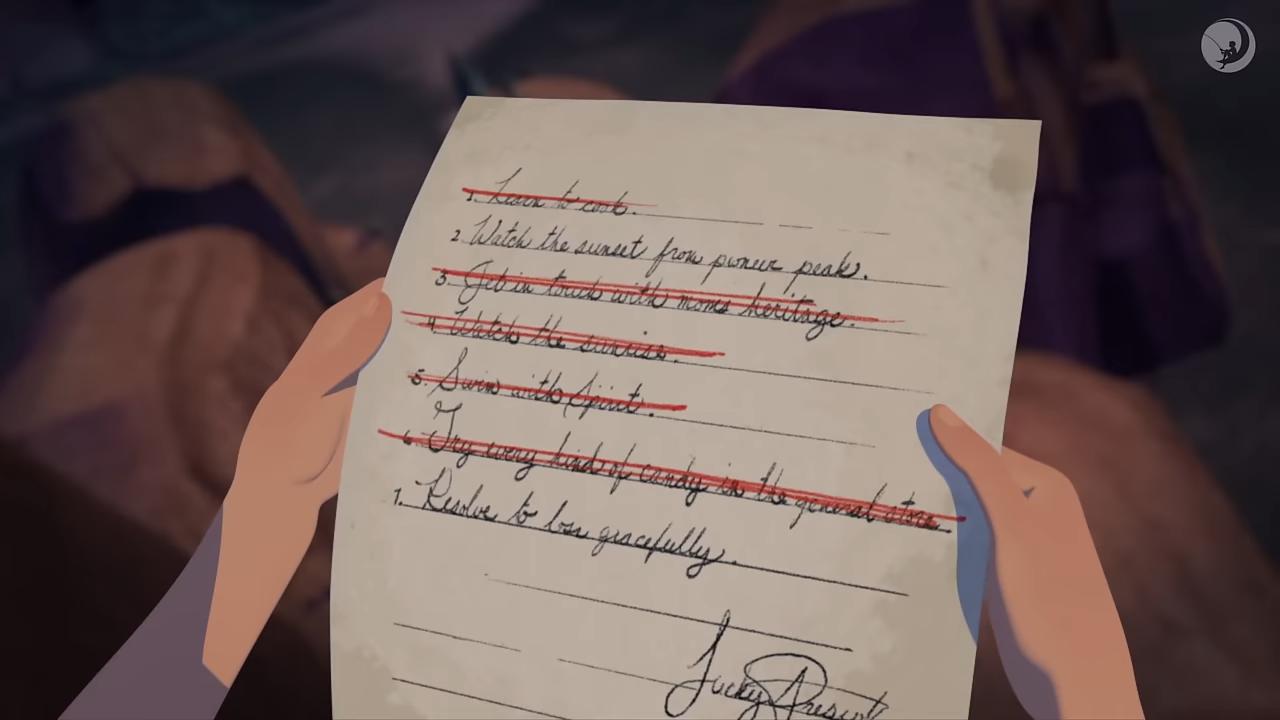 1. Learn to cook.
2 Watch the sunset from pioneer peak.
3. Get in touch with moms heritage.
4. Watch the sunrise.
5. Swim with Spirit.
6. Try every kind of candy in the general store.
7. Resolve to lose gracefully.
Lucky